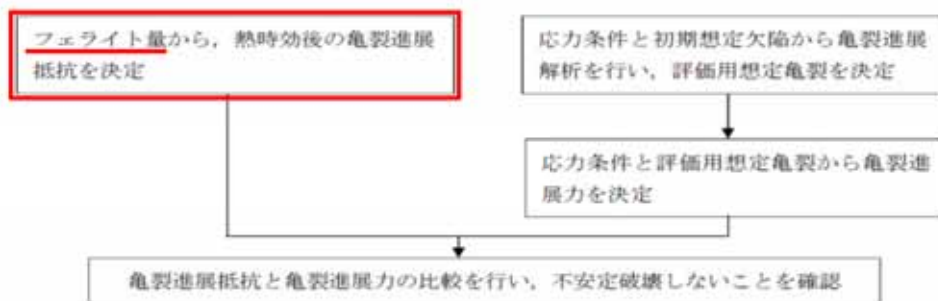 フェライト量から，熱時効後の亀裂進展
抵抗を決定
応力条件と初期想定欠陥から亀裂進展
解析を行い，評価用想定亀裂を決定
応力条件と評価用想定亀裂から亀裂進
展力を決定
亀裂進展抵抗と亀裂進展力の比較を行い，不安定破壊しないことを確認